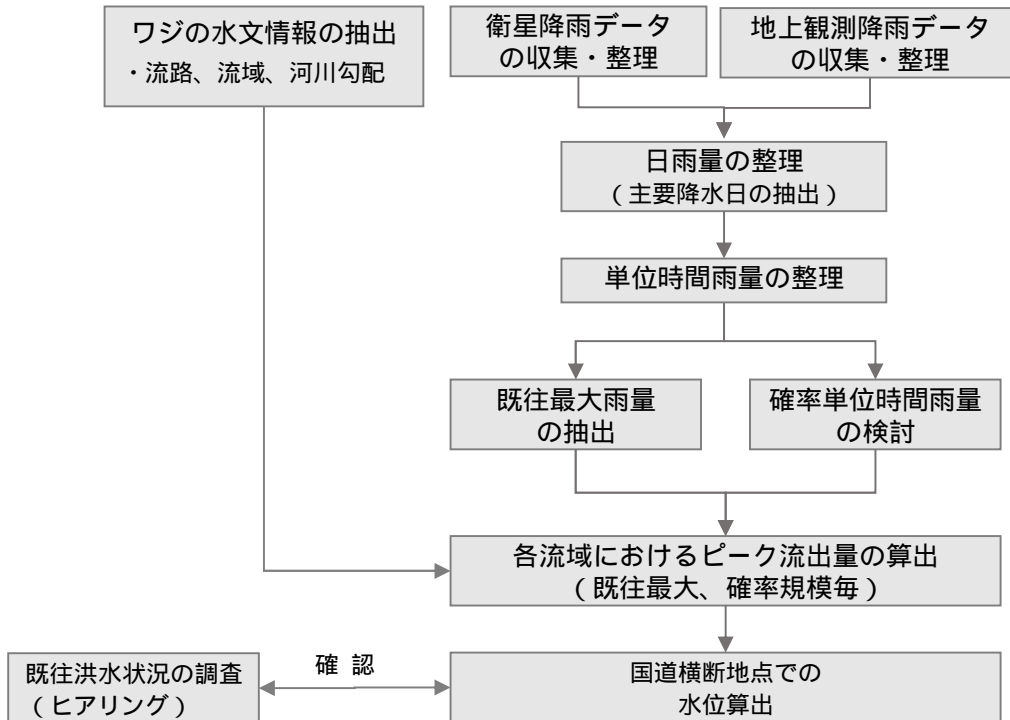 ワジの水文情報の抽出
・流路、流域、河川勾配
衛星降雨データ
の収集・整理
地上観測降雨データ
の収集・整理
日雨量の整理
(主要降水日の抽出)
単位時間雨量の整理
既往最大雨量
の抽出
確率単位時間雨量
の検討
各流域におけるピーク流出量の算出
(既往最大、確率規模毎)
既往洪水状況の調査
(ヒアリング)
確 認
国道横断地点での
水位算出